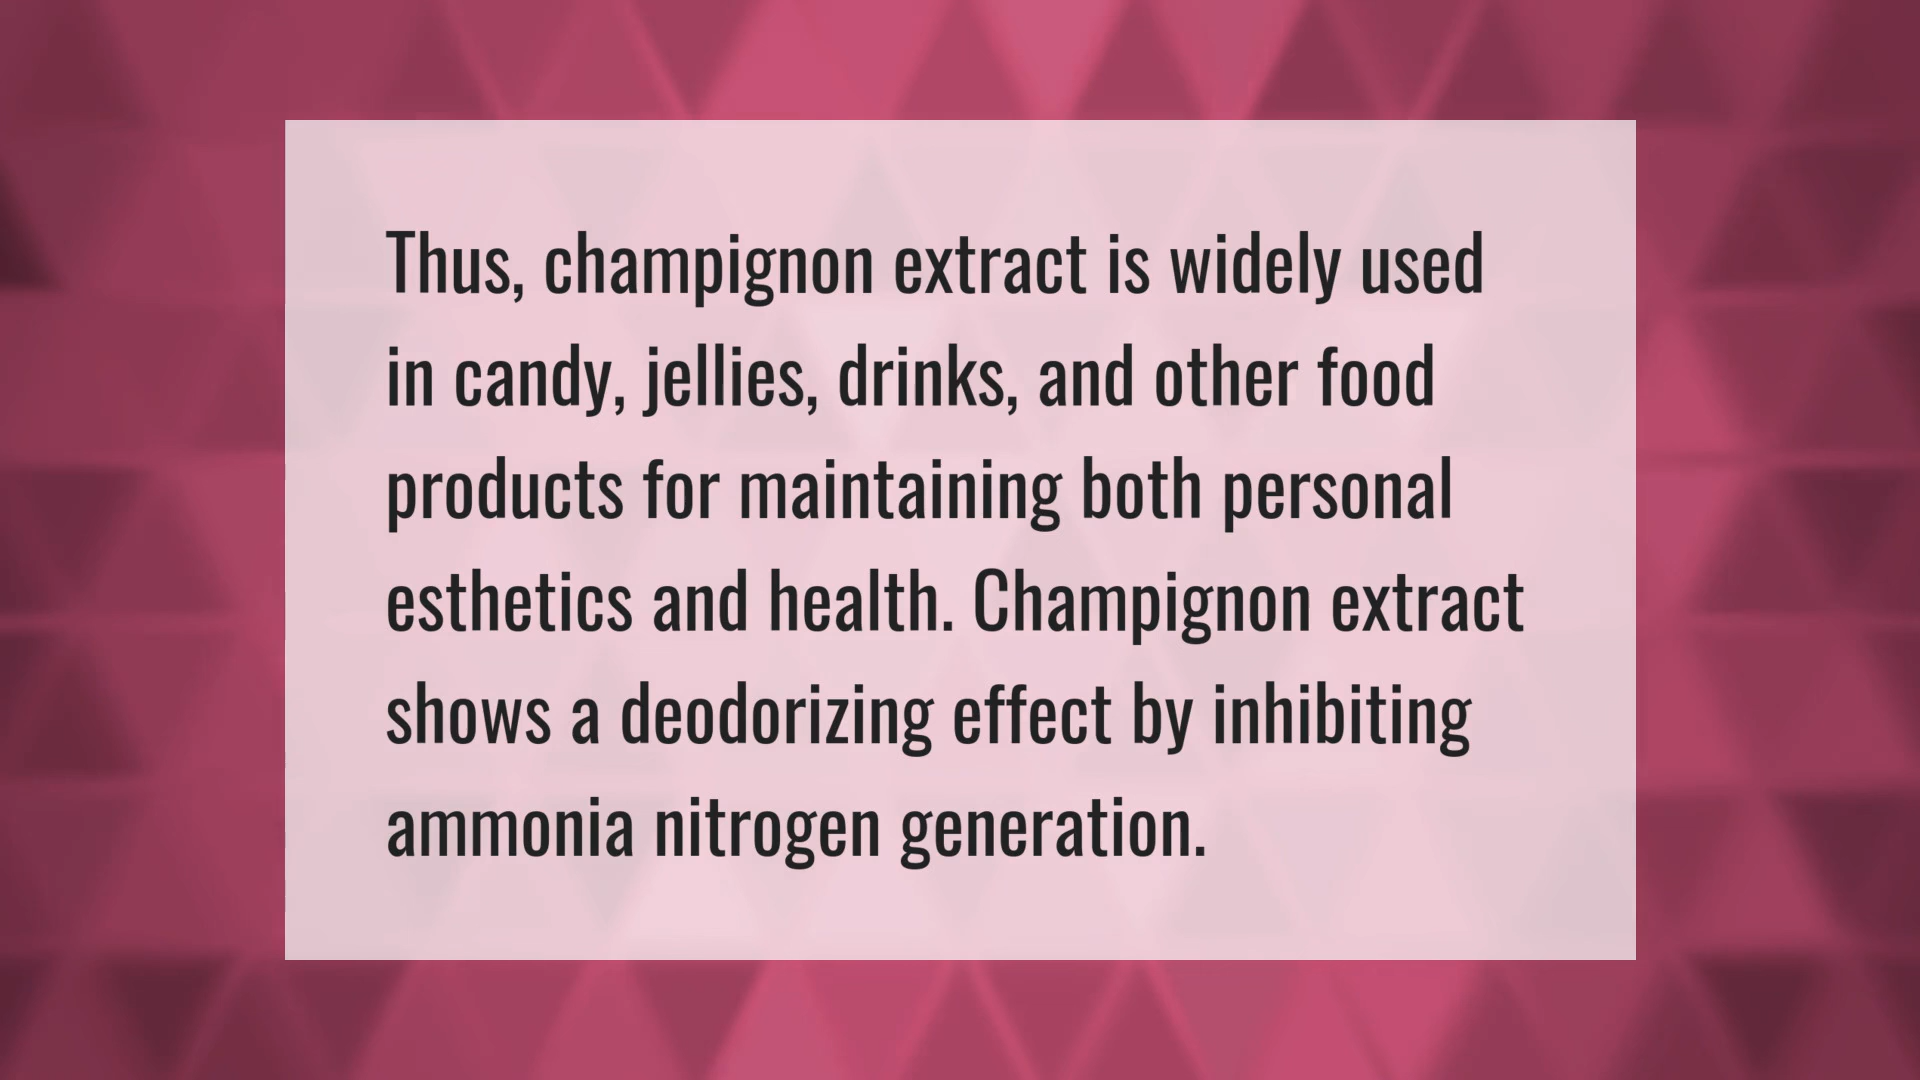 Thus, champignon extract is widely used
in candy, jellies, drinks, and other food
products for maintaining both personal
esthetics and health. Champignon extract
shows a deodorizing effect by inhibiting
ammonia nitrogen generation.